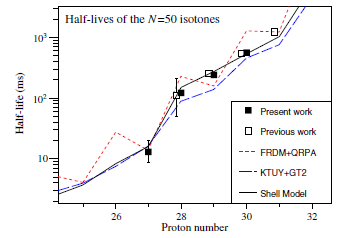 Half-lives of the N=50 isotones
Half-life (ms)
10³
10²
10
Present work
Previous work
FRDM+QRPA
KTUY+GT2
Shell Model
26 28 30 32
Proton number